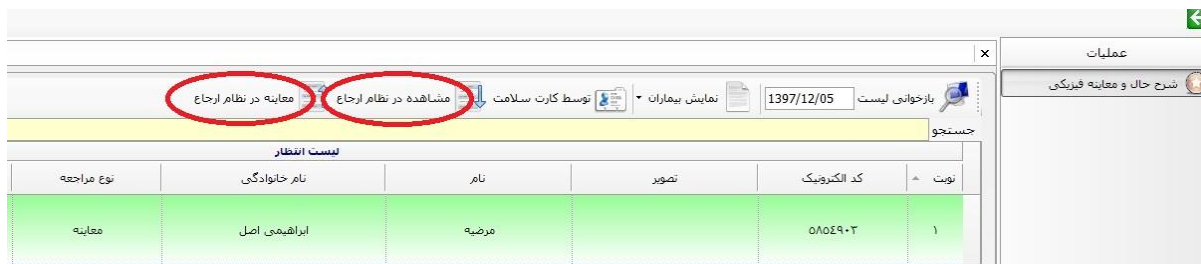 عملیات
شرح حال و معاینه فیزیکی
بازخوانی لیست 1397/12/05 نمایش بیماران توسط کارت سلامت مشاهده در نظام ارجاع معاینه در نظام ارجاع
جستجو
لیست انتظار
نوبت کد الکترونیک تصویر نام نام خانوادگی نوع مراجعه
۱ ۵۸۵۴۹۰۳ مرضیه ابراهیمی اصل معاینه